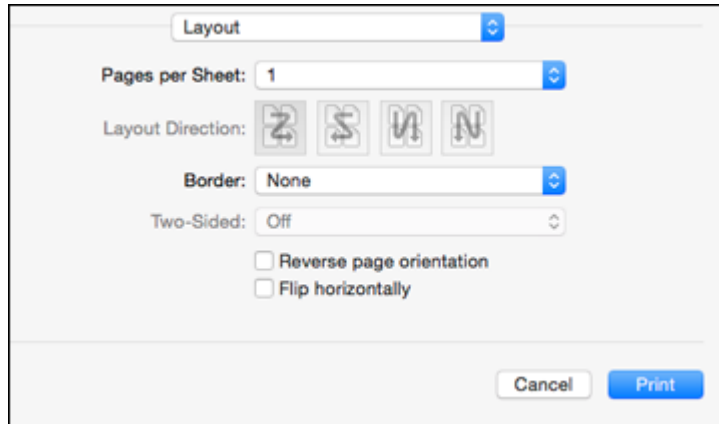 Layout
Pages per Sheet: 1
Layout Direction:
Border: None
Two-Sided: Off
Reverse page orientation
Flip horizontally
Cancel Print